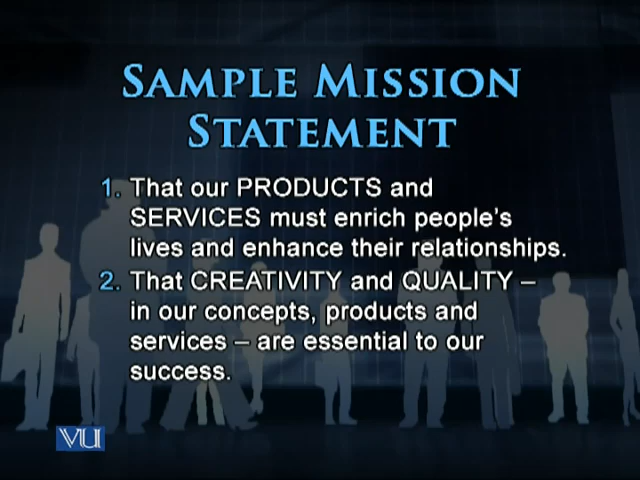 SAMPLE MISSION
STATEMENT
1. That our PRODUCTS and
SERVICES must enrich people's
lives and enhance their relationships.
2. That CREATIVITY and QUALITY –
in our concepts, products and
services – are essential to our
success.
VU